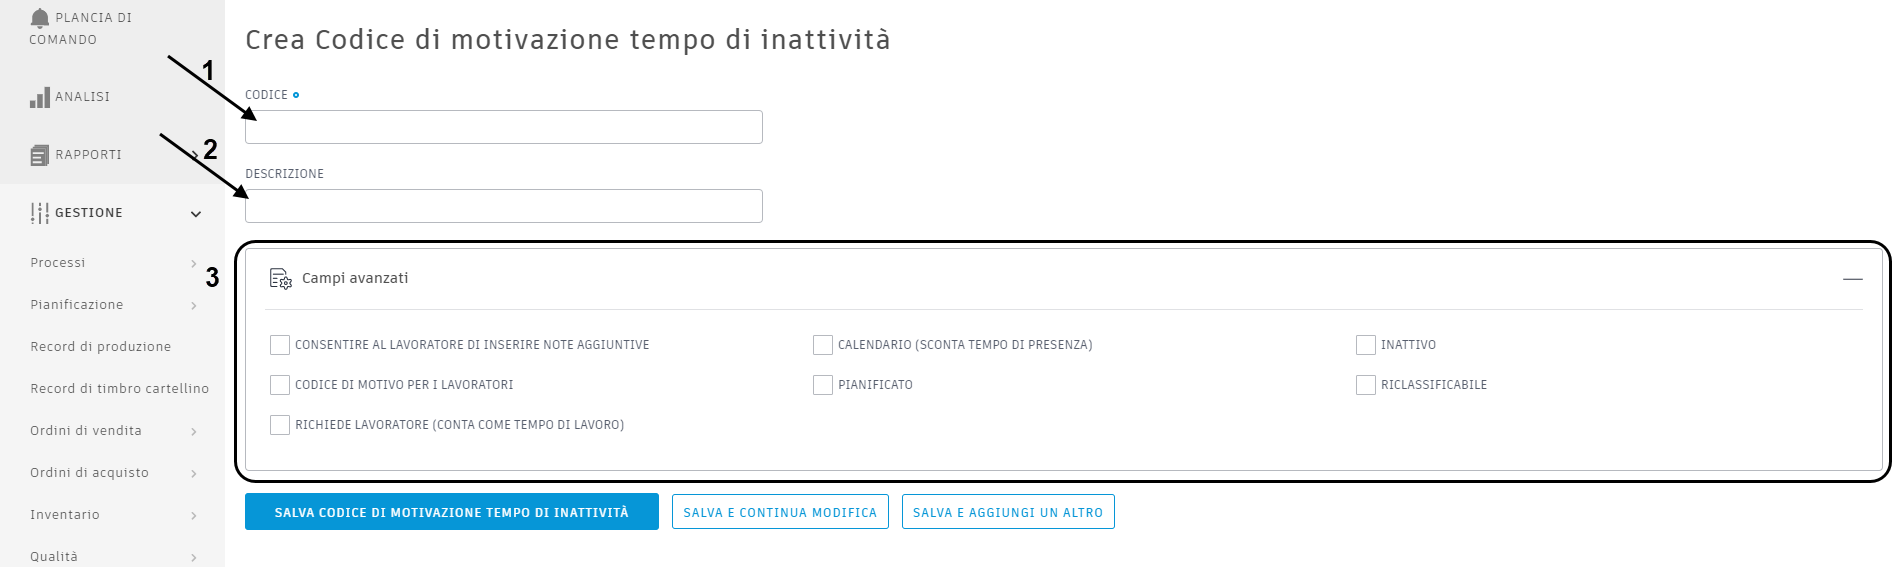 PLANCIA DI
COMANDO
ANALISI
RAPPORTI
GESTIONE
Processi
Pianificazione
Record di produzione
Record di timbro cartellino
Ordini di vendita
Ordini di acquisto
Inventario
Qualità
Crea Codice di motivazione tempo di inattività
1
CODICE
2
DESCRIZIONE
3
Campi avanzati
CONSENTIRE AL LAVORATORE DI INSERIRE NOTE AGGIUNTIVE
CALENDARIO (SCONTA TEMPO DI PRESENZA)
INATTIVO
CODICE DI MOTIVO PER I LAVORATORI
PIANIFICATO
RICLASSIFICABILE
RICHIEDE LAVORATORE (CONTA COME TEMPO DI LAVORO)
SALVA CODICE DI MOTIVAZIONE TEMPO DI INATTIVITÀ
SALVA E CONTINUA MODIFICA
SALVA E AGGIUNGI UN ALTRO